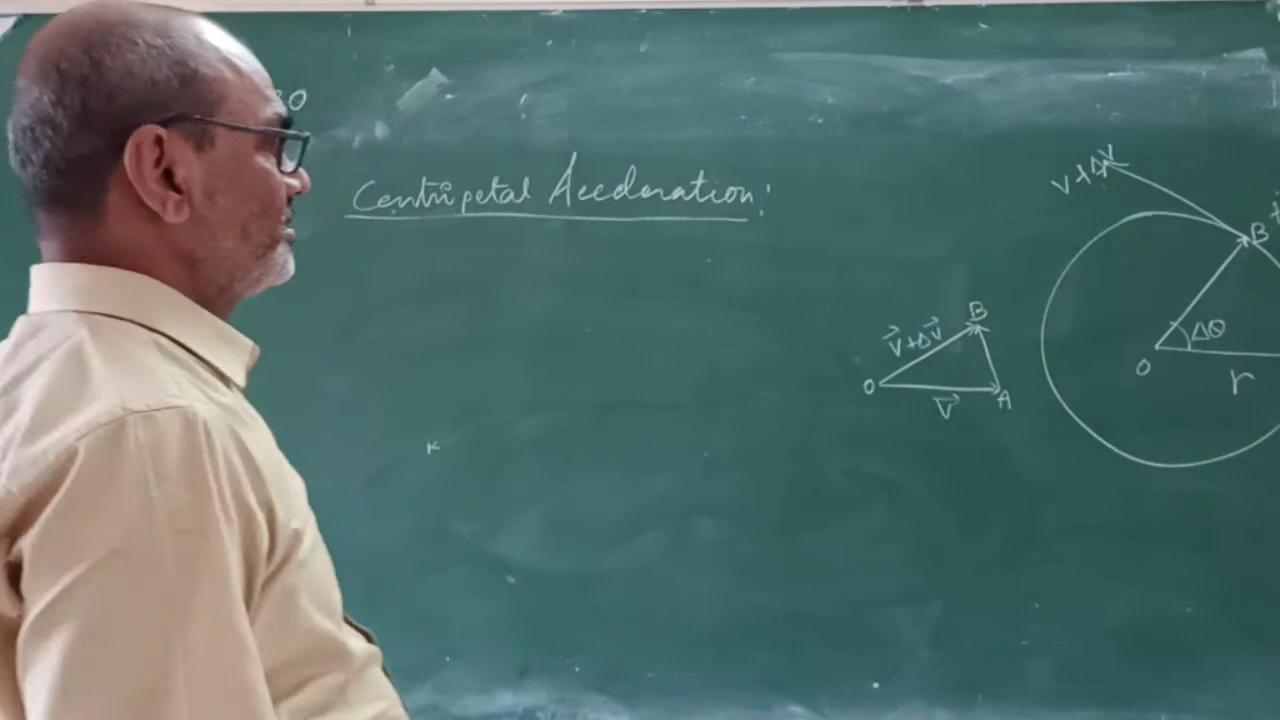 Centripetal Acceleration:
V+ΔV
B
O
Δθ
r
V⃗+ΔV⃗
B
O
V⃗
A